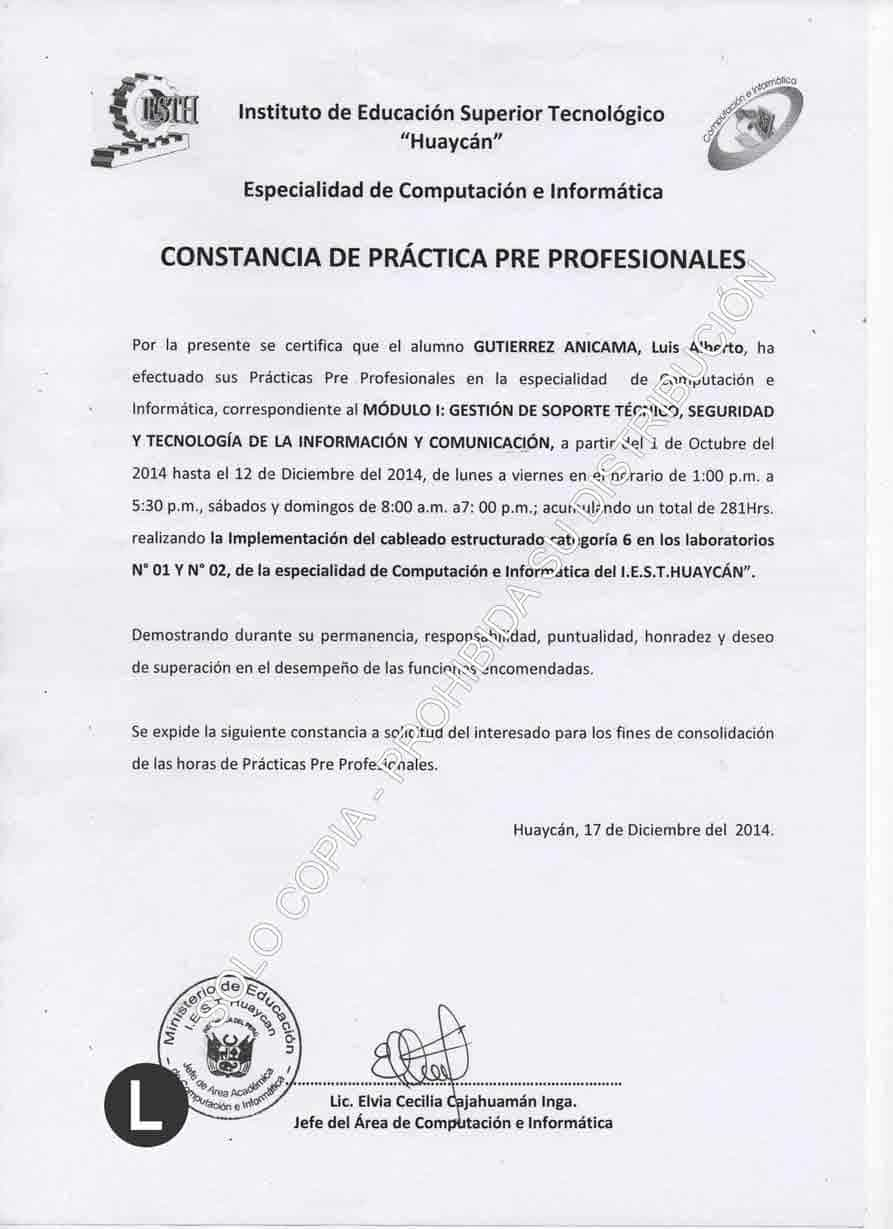 IESTH
Computación e Informática
Instituto de Educación Superior Tecnológico
“Huaycán”
Especialidad de Computación e Informática
CONSTANCIA DE PRÁCTICA PRE PROFESIONALES
Por la presente se certifica que el alumno GUTIERREZ ANICAMA, Luis Alberto, ha
efectuado sus Prácticas Pre Profesionales en la especialidad de Computación e
Informática, correspondiente al MÓDULO I: GESTIÓN DE SOPORTE TÉCNICO, SEGURIDAD
Y TECNOLOGÍA DE LA INFORMACIÓN Y COMUNICACIÓN, a partir del 1 de Octubre del
2014 hasta el 12 de Diciembre del 2014, de lunes a viernes en el horario de 1:00 p.m. a
5:30 p.m., sábados y domingos de 8:00 a.m. a7: 00 p.m.; acumulando un total de 281Hrs.
realizando la Implementación del cableado estructurado categoría 6 en los laboratorios
N° 01 Y N° 02, de la especialidad de Computación e Informática del I.E.S.T.HUAYCÁN”.
Demostrando durante su permanencia, responsabilidad, puntualidad, honradez y deseo
de superación en el desempeño de las funciones encomendadas.
Se expide la siguiente constancia a solicitud del interesado para los fines de consolidación
de las horas de Prácticas Pre Profesionales.
Huaycán, 17 de Diciembre del 2014.
SOLO COPIA - PROHIBIDA SU DISTRIBUCIÓN
Ministerio de Educación
I.E.S.T. Huaycan
Jefe de Area Académica
de Computación e Informática
L
Lic. Elvia Cecilia Cajahuamán Inga.
Jefe del Área de Computación e Informática